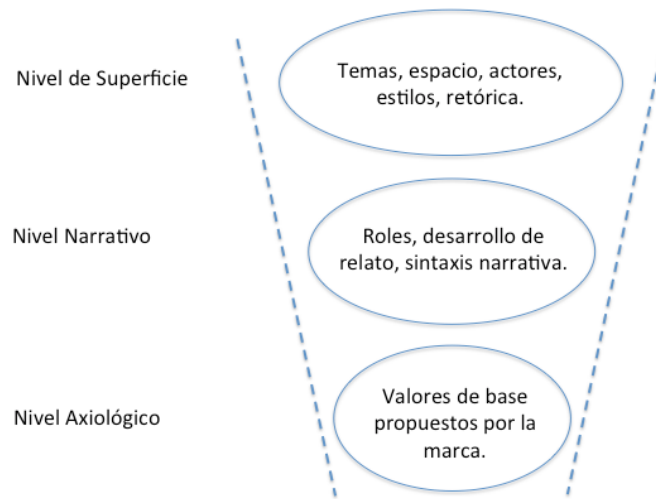 Nivel de Superficie
Temas, espacio, actores,
estilos, retórica.
Nivel Narrativo
Roles, desarrollo de
relato, sintaxis narrativa.
Nivel Axiológico
Valores de base
propuestos por la
marca.